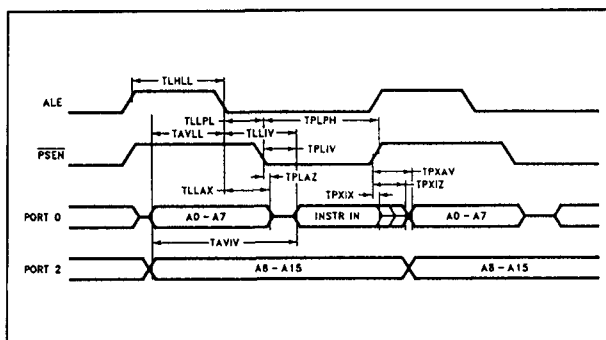 TLHLL
ALE
TLLPL TPLPH
TAVLL TLLIV
PSEN TPLIV
TPLAZ TPXAV
TPXIZ
TLLAX TPXIX
PORT 0 A0 - A7 INSTR IN A0 - A7
TAVIV
PORT 2 A8 - A15 A8 - A15